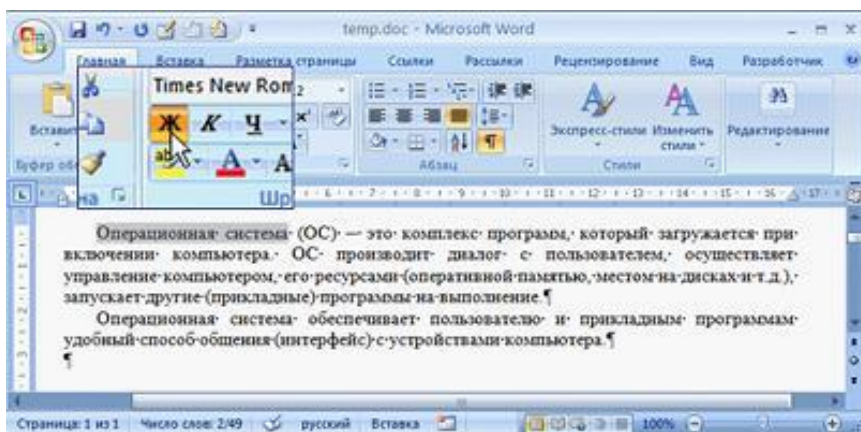 temp.doc - Microsoft Word
Главная Вставка Разметка страницы Ссылки Рассылки Рецензирование Вид Разработчик
Times New Rom
Ж К Ч
Экспресс-стили Изменить стили Редактирование
Абзац Стили
Шр
Операционная система (ОС) — это комплекс программ, который загружается при
включении компьютера. ОС производит диалог с пользователем, осуществляет
управление компьютером, его ресурсами (оперативной памятью, местом на дисках и т.д.),
запускает другие (прикладные) программы на выполнение.¶
Операционная система обеспечивает пользователю и прикладным программам
удобный способ общения (интерфейс) с устройствами компьютера.¶
¶
Страница: 1 из 1 Число слов: 2/49 русский Вставка 100%